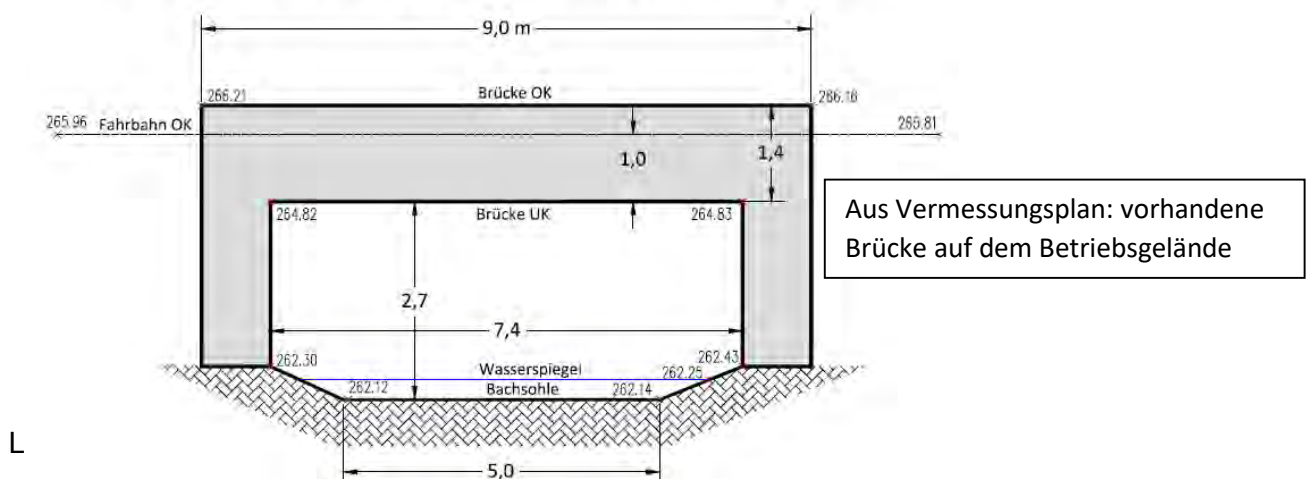 9,0 m
266.21
Brücke OK
266.16
265.96 Fahrbahn OK
265.81
1,0
1,4
264.82
Brücke UK
264.83
Aus Vermessungsplan: vorhandene
Brücke auf dem Betriebsgelände
2,7
7,4
262.30
Wasserspiegel
262.43
262.25
262.12
Bachsohle
262.14
L
5,0